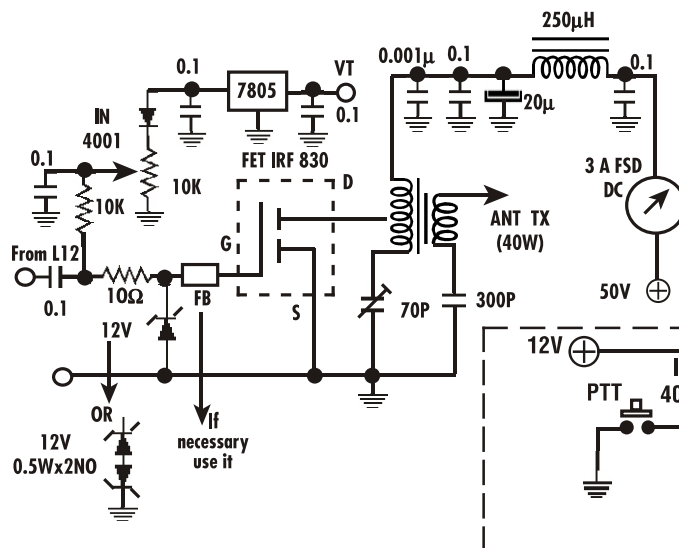 250µH
0.001µ
0.1
0.1
20µ
0.1
7805
VT
0.1
IN
4001
FET IRF 830
3 A FSD
DC
0.1
10K
10K
D
ANT TX
(40W)
From L12
G
0.1
10Ω
FB
S
70P
300P
50V
12V
12V
PTT
40
OR
If
necessary
use it
12V
0.5Wx2NO